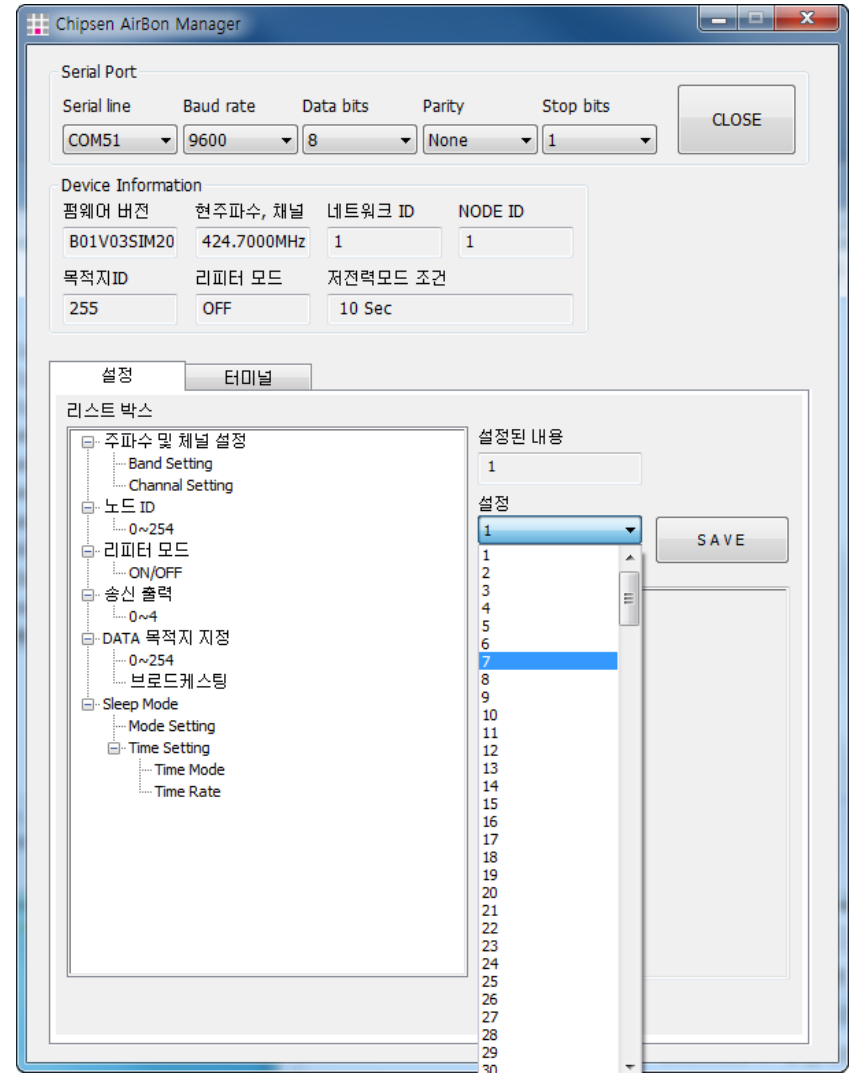 Chipsen AirBon Manager
Serial Port
Serial line Baud rate Data bits Parity Stop bits
COM51 9600 8 None 1 CLOSE
Device Information
펌웨어 버전 현주파수, 채널 네트워크 ID NODE ID
B01V03SIM20 424.7000MHz 1 1
목적지ID 리피터 모드 저전력모드 조건
255 OFF 10 Sec
설정 터미널
리스트 박스
주파수 및 체널 설정
Band Setting
Channal Setting
노드 ID
0~254
리피터 모드
ON/OFF
송신 출력
0~4
DATA 목적지 지정
0~254
브로드케스팅
Sleep Mode
Mode Setting
Time Setting
Time Mode
Time Rate
설정된 내용
1
설정
1 SAVE
1
2
3
4
5
6
7
8
9
10
11
12
13
14
15
16
17
18
19
20
21
22
23
24
25
26
27
28
29
30